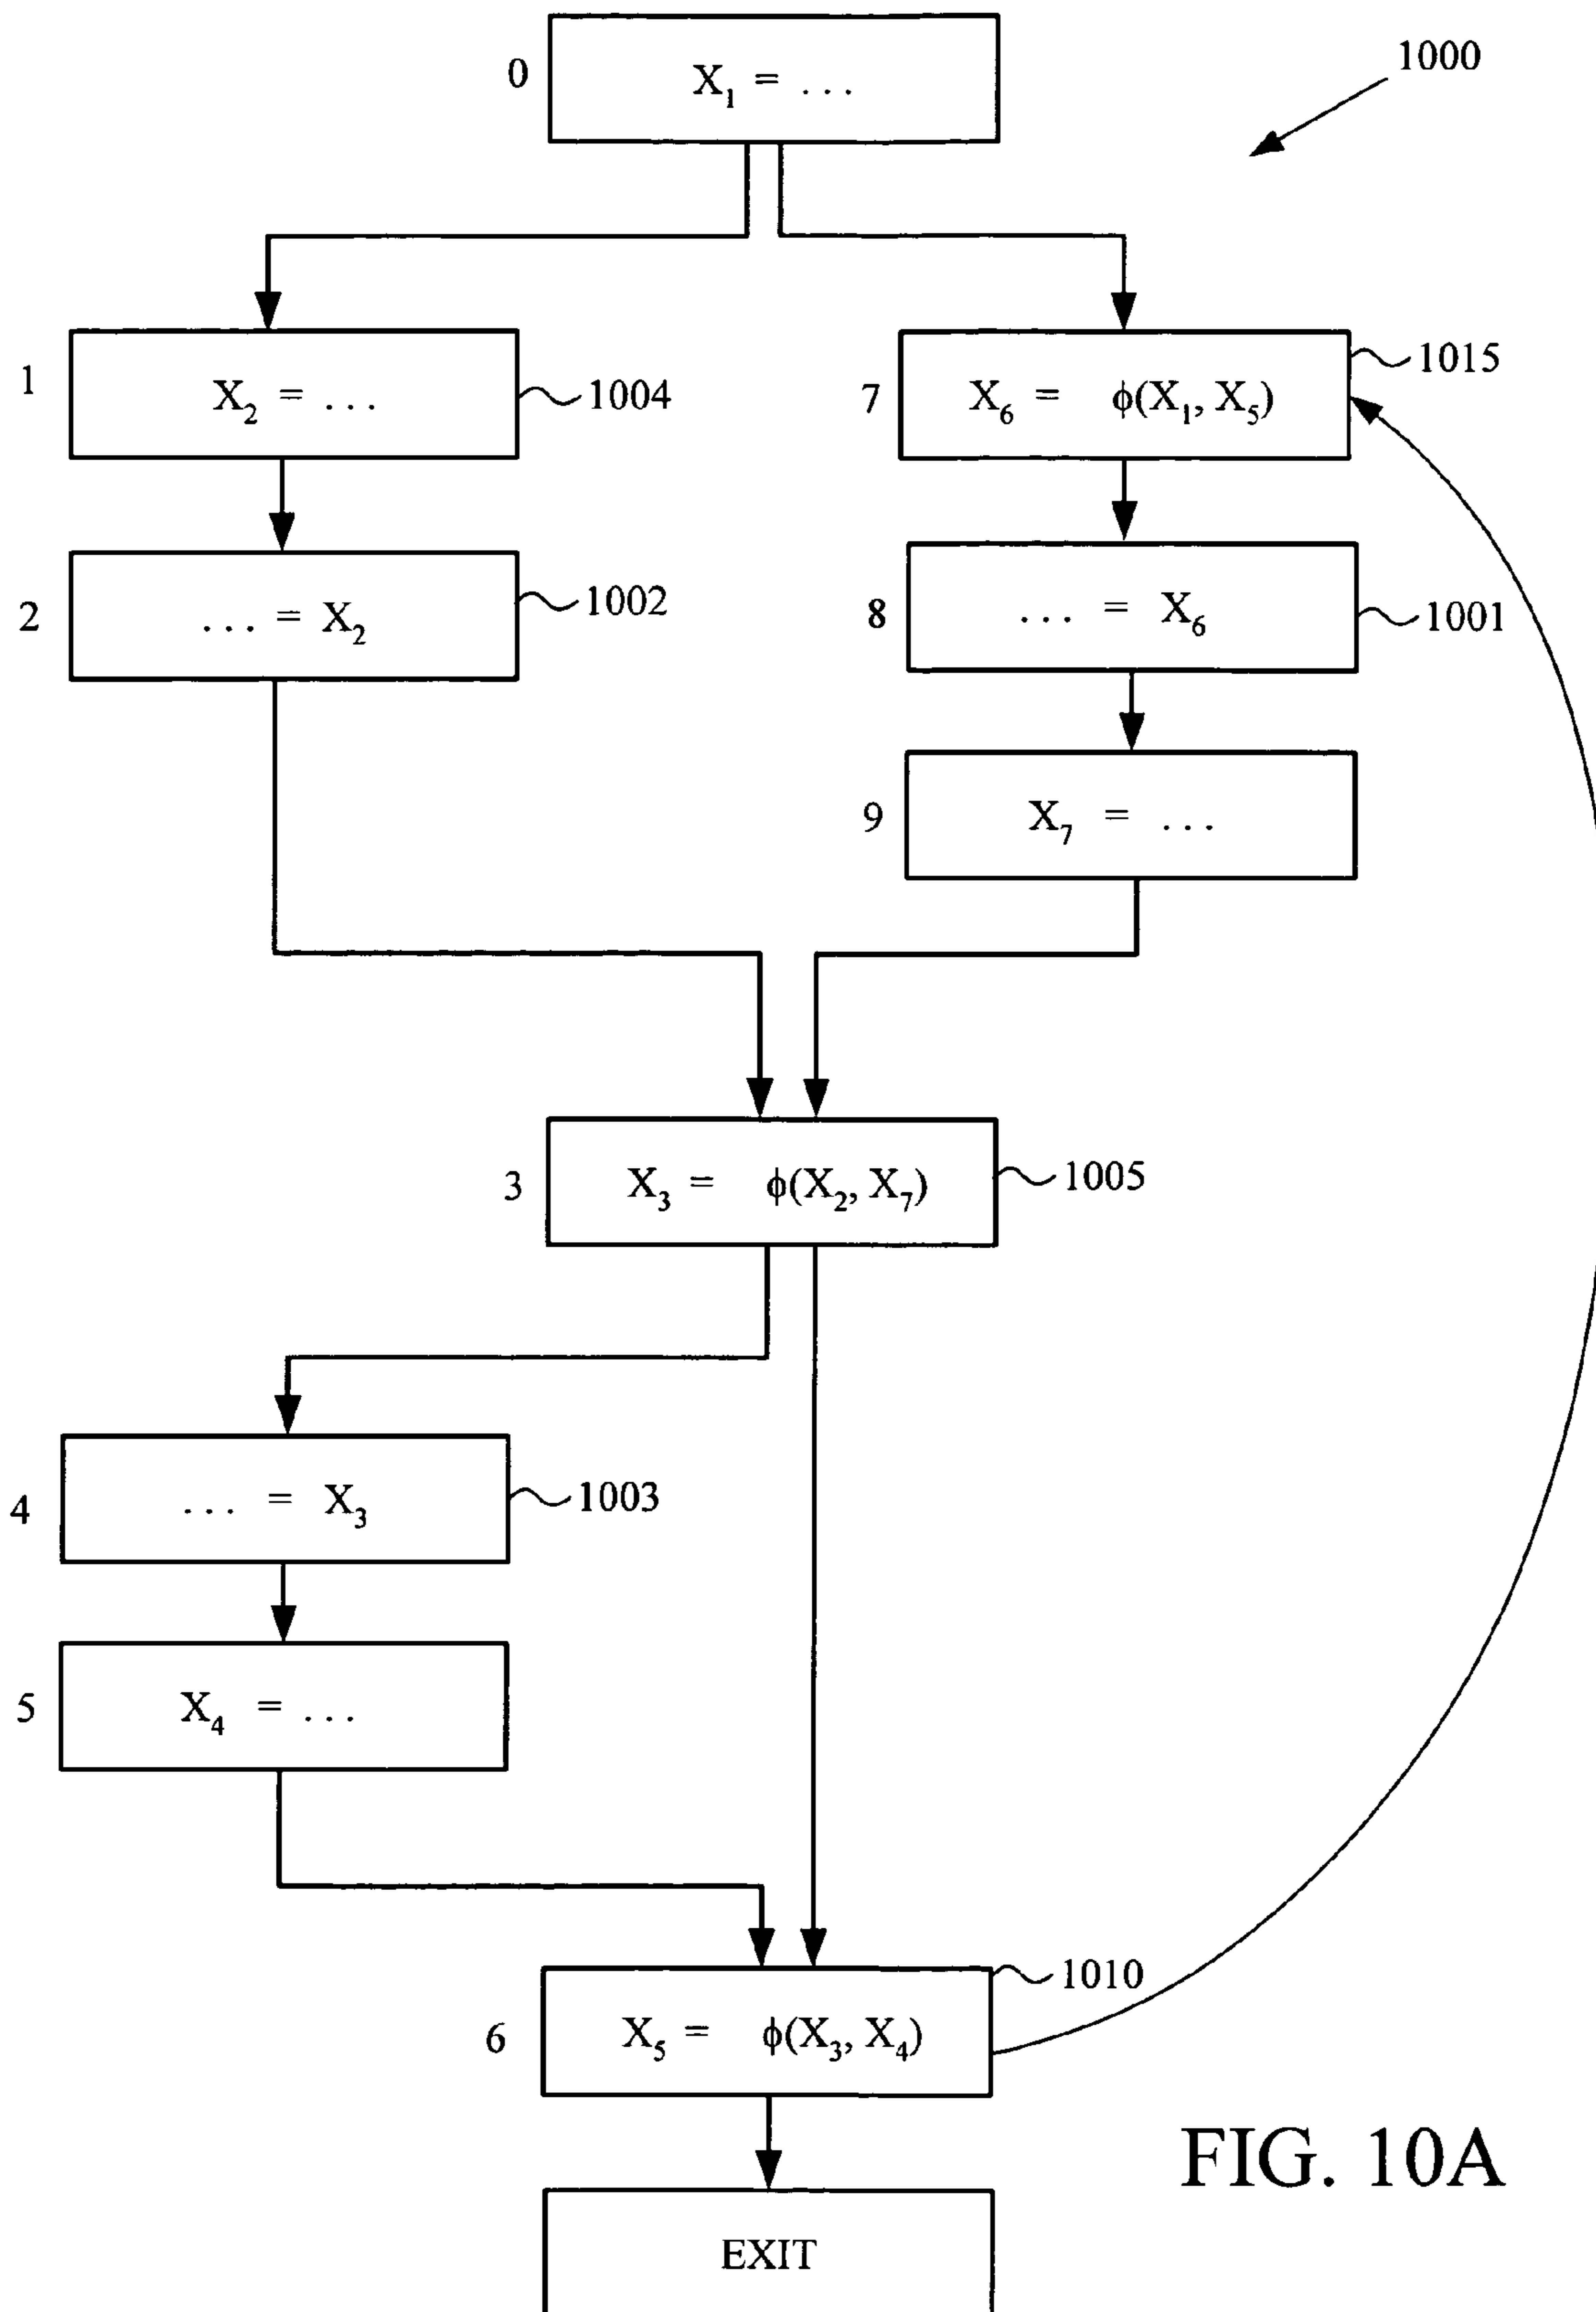 1000
0
X₁ = ...
1
X₂ = ...
1004
7
X₆ = ϕ(X₁, X₅)
1015
2
... = X₂
1002
8
... = X₆
1001
9
X₇ = ...
3
X₃ = ϕ(X₂, X₇)
1005
4
... = X₃
1003
5
X₄ = ...
6
X₅ = ϕ(X₃, X₄)
1010
EXIT
FIG. 10A